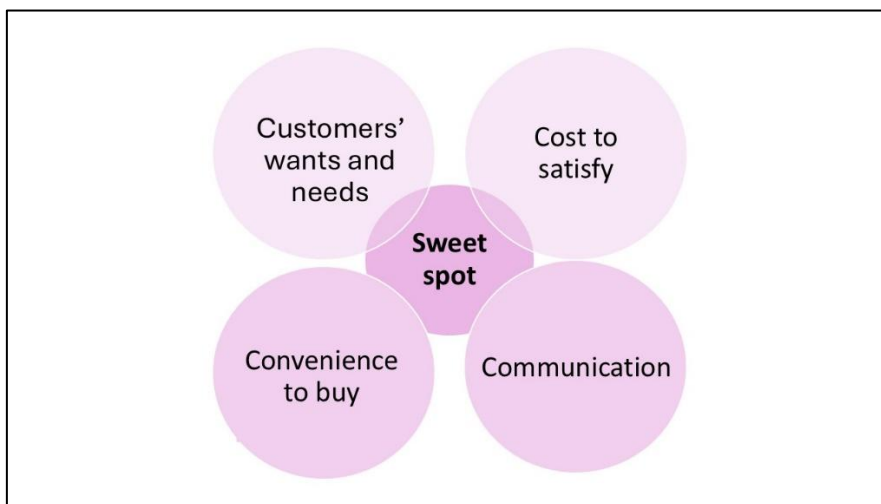 Customers’
wants and
needs
Cost to
satisfy
Sweet
spot
Convenience
to buy
Communication